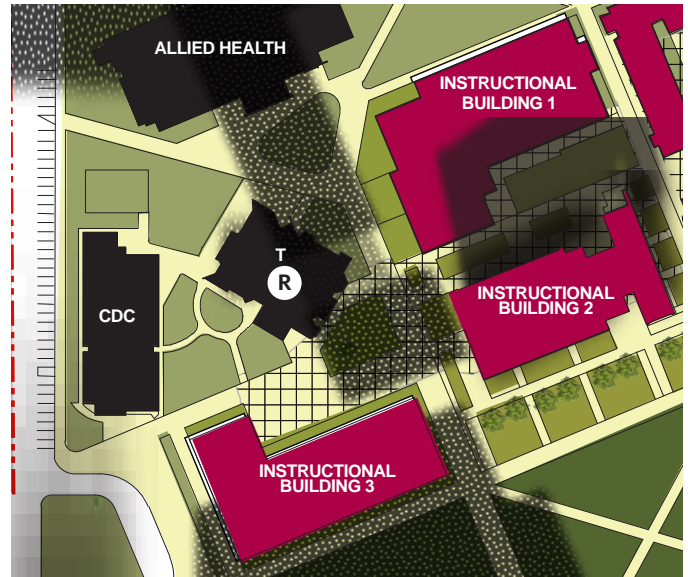 ALLIED HEALTH
INSTRUCTIONAL
BUILDING 1
T
R
CDC
INSTRUCTIONAL
BUILDING 2
INSTRUCTIONAL
BUILDING 3